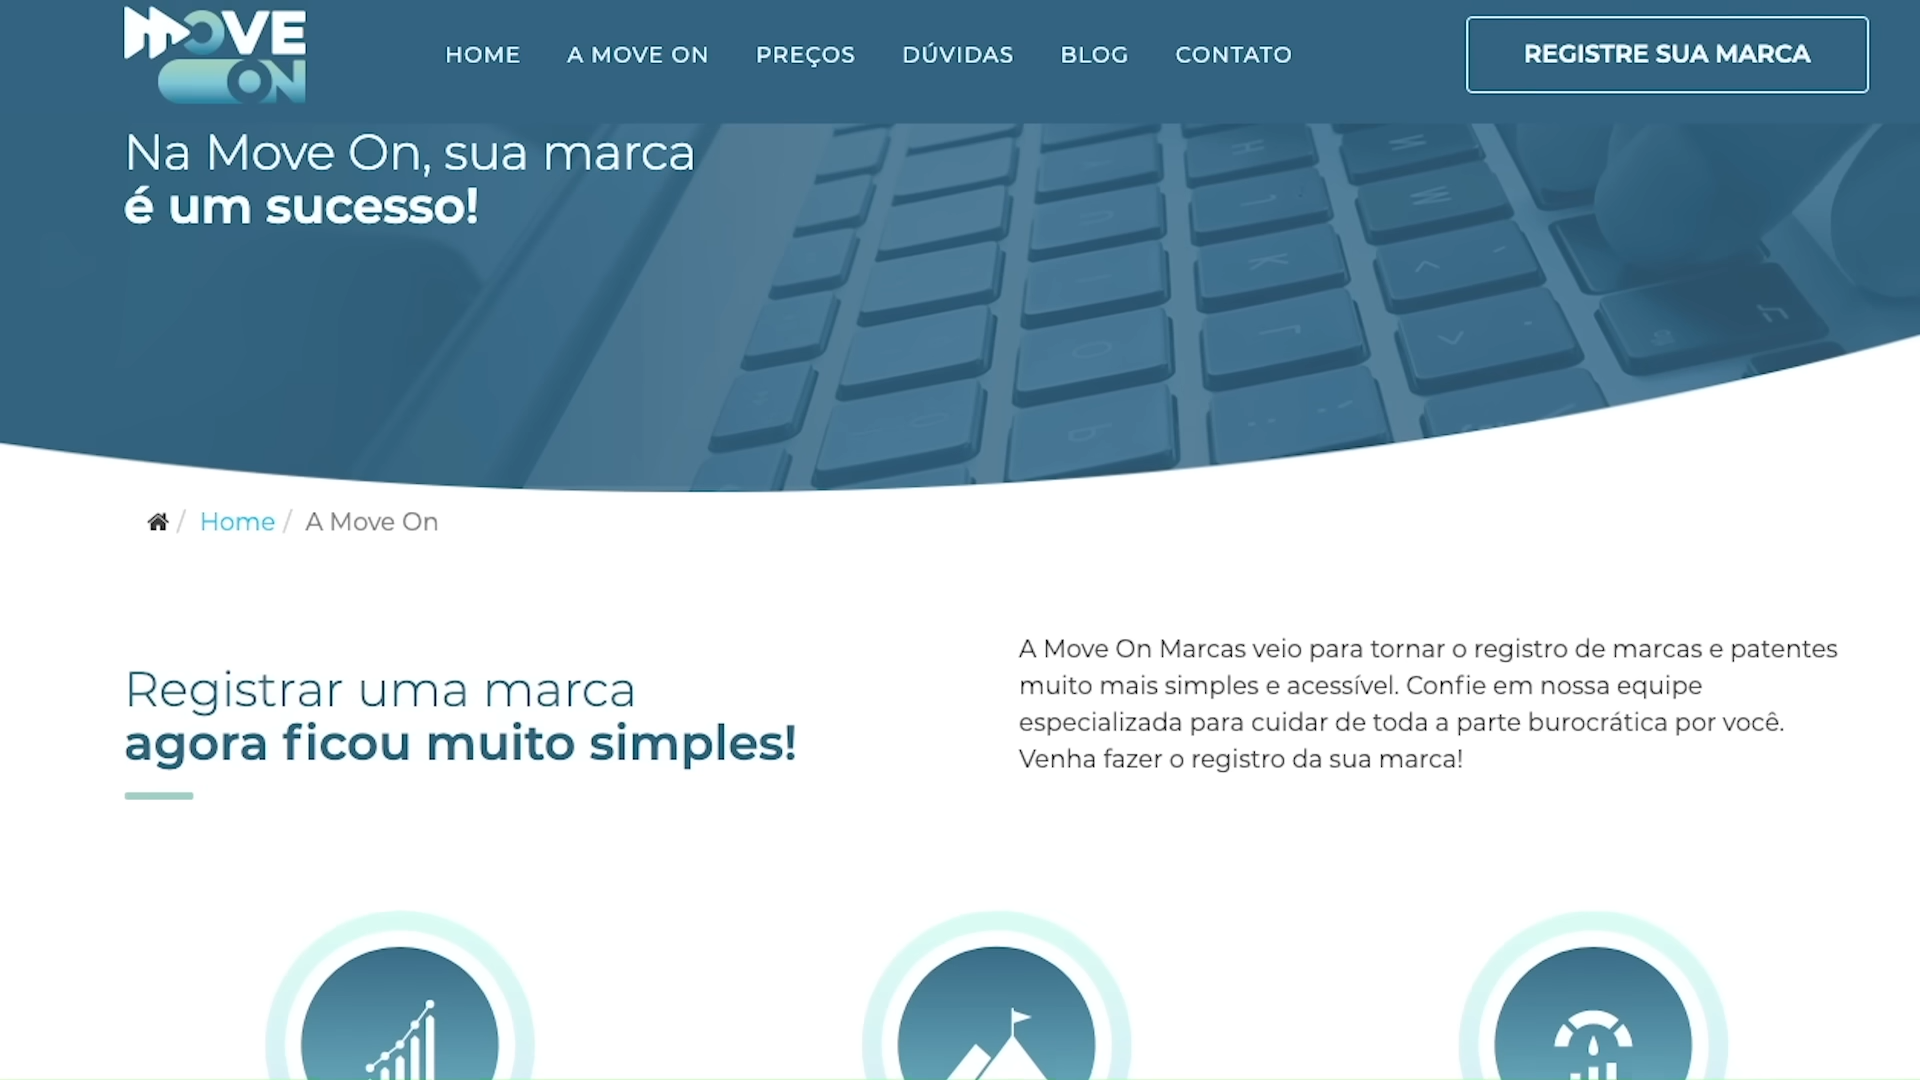 MOVE ON
HOME A MOVE ON PREÇOS DÚVIDAS BLOG CONTATO
REGISTRE SUA MARCA
Na Move On, sua marca
é um sucesso!
/ Home / A Move On
Registrar uma marca
agora ficou muito simples!
A Move On Marcas veio para tornar o registro de marcas e patentes
muito mais simples e acessível. Confie em nossa equipe
especializada para cuidar de toda a parte burocrática por você.
Venha fazer o registro da sua marca!